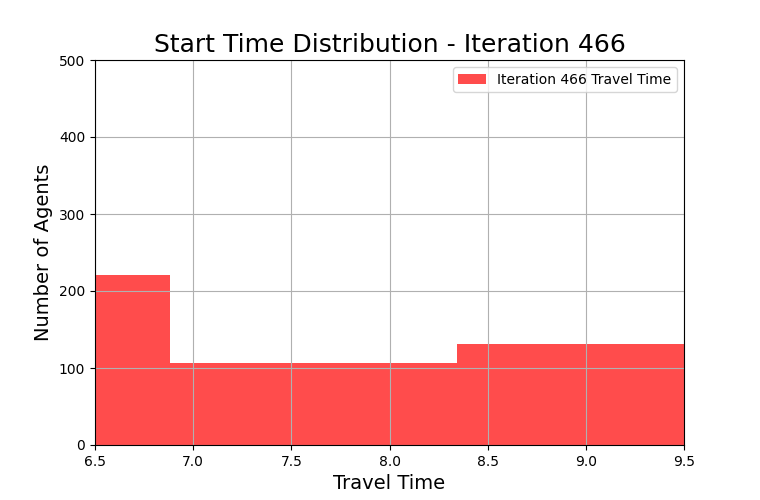 Start Time Distribution - Iteration 466
500
400
300
200
100
0
Number of Agents
Iteration 466 Travel Time
6.5 7.0 7.5 8.0 8.5 9.0 9.5
Travel Time